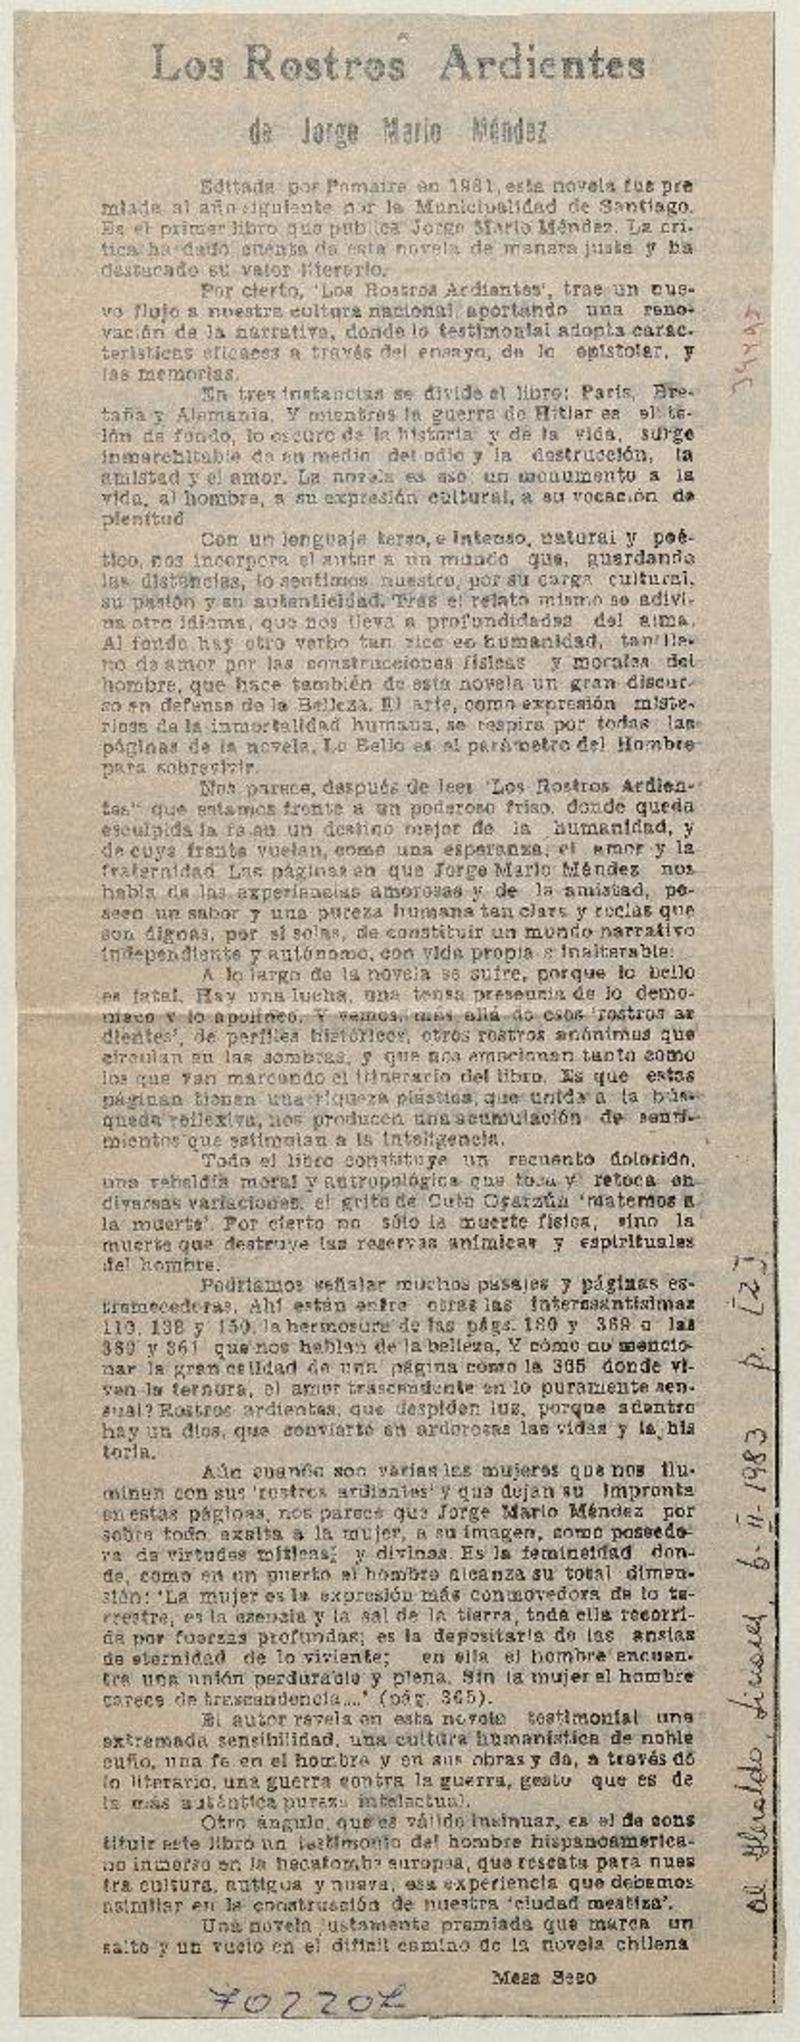 Los Rostros Ardientes
de Jorge Mario Méndez
Editada por Pomaire en 1981, esta novela fue pre
miada al año siguiente por la Municipalidad de Santiago.
Es el primer libro que publica Jorge Mario Méndez. La crí-
tica ha dado cuenta de esta novela de manera justa y ha
destacado su valor literario.
Por cierto, 'Los Rostros Ardientes', trae un nue-
vo flujo a nuestra cultura nacional, aportando una reno-
vación de la narrativa, donde lo testimonial adopta carac-
terísticas eficaces a través del ensayo, de lo epistolar, y
las memorias.
En tres instancias se divide el libro: París, Bre-
taña y Alemania. Y mientras la guerra de Hitler es el te-
lón de fondo, lo oscuro de la historia y de la vida, surge
inmarchitable de en medio del odio y la destrucción, la
amistad y el amor. La novela es eso: un monumento a la
vida, al hombre, a su expresión cultural, a su vocación de
plenitud
Con un lenguaje terso, e intenso, natural y poé-
tico, nos incorpora el autor a un mundo que, guardando
las distancias, lo sentimos nuestro, por su carga cultural,
su pasión y su autenticidad. Tras el relato mismo se adivi-
na otro idioma, que nos lleva a profundidades del alma.
Al fondo hay otro verbo tan rico en humanidad, tan lle-
no de amor por las construcciones físicas y morales del
hombre, que hace también de esta novela un gran discur-
so en defensa de la Belleza. El arte, como expresión miste-
riosa de la inmortalidad humana, se respira por todas las
páginas de la novela. Lo Bello es el parámetro del Hombre
para sobrevivir.
Nos parece, después de leer 'Los Rostros Ardien-
tes" que estamos frente a un poderoso friso, donde queda
esculpida la fe en un destino mejor de la humanidad, y
de cuya frente vuelan, como una esperanza, el amor y la
fraternidad Las páginas en que Jorge Mario Méndez nos
habla de las experiencias amorosas y de la amistad, po-
seen un sabor y una pureza humana tan clara y recias que
son dignas, por sí solas, de constituir un mundo narrativo
independiente y autónomo, con vida propia e inalterable.
A lo largo de la novela se sufre, porque lo bello
es fatal. Hay una lucha, una tensa presencia de lo demo-
niaco y lo apolíneo. Y vemos, más allá de esos 'rostros ar
dientes', de perfiles históricos, otros rostros anónimos que
circulan en las sombras, y que nos emocionan tanto como
los que van marcando el itinerario del libro. Es que estas
páginan tienen una riqueza plástica, que unida a la bús-
queda reflexiva, nos producen una acumulación de senti-
mientos que estimulan a la inteligencia.
Todo el libro constituye un recuento dolorido,
una rebeldía moral y antropológica que toca y retoca en
diversas variaciones, el grito de Cuto Oyarzún 'matemos a
la muerte'. Por cierto no sólo la muerte física, sino la
muerte que destruye las reservas anímicas y espirituales
del hombre.
Podríamos señalar muchos pasajes y páginas es-
tremecedoras. Ahí están entre otras las interesantísimas
113, 138 y 150, la hermosura de las págs. 180 y 389 o las
389 y 361 que nos hablan de la belleza. Y cómo no mencio-
nar la gran calidad de una página como la 365 donde vi-
ven la ternura, el amor trascendente en lo puramente sen-
sual? Rostros ardientes, que despiden luz, porque adentro
hay un dios, que convierte en ardorosas las vidas y la his
toria.
Aún cuando son varias las mujeres que nos ilu-
minan con sus 'rostros ardientes' y que dejan su impronta
en estas páginas, nos parece que Jorge Mario Méndez por
sobre todo, exalta a la mujer, a su imagen, como poseedo-
ra de virtudes míticas; y divinas. Es la femineidad don-
de, como en un puerto el hombre alcanza su total dimen-
sión: 'La mujer es la expresión más conmovedora de lo te-
rrestre, es la esencia y la sal de la tierra, toda ella recorri-
da por fuerzas profundas; es la depositaria de las ansias
de eternidad de lo viviente; en ella el hombre encuen-
tra una unión perdurable y plena. Sin la mujer el hombre
carece de trascendencia....' (pág. 365).
El autor revela en esta novela testimonial una
extremada sensibilidad, una cultura humanística de noble
cuño, una fe en el hombre y en sus obras y da, a través de
lo literario, una guerra contra la guerra, gesto que es de
la más auténtica pureza intelectual.
Otro ángulo, que es válido insinuar, es el de cons
tituir este libro un testimonio del hombre hispanoamerica-
no inmerso en la hecatombe europea, que rescata para nues
tra cultura, antigua y nueva, esa experiencia que debemos
asimilar en la construcción de nuestra 'ciudad mestiza'.
Una novela justamente premiada que marca un
salto y un vuelo en el difícil camino de la novela chilena
Masa Seco
702207
el Heraldo, Linares, 6-II-1983 p. [2]